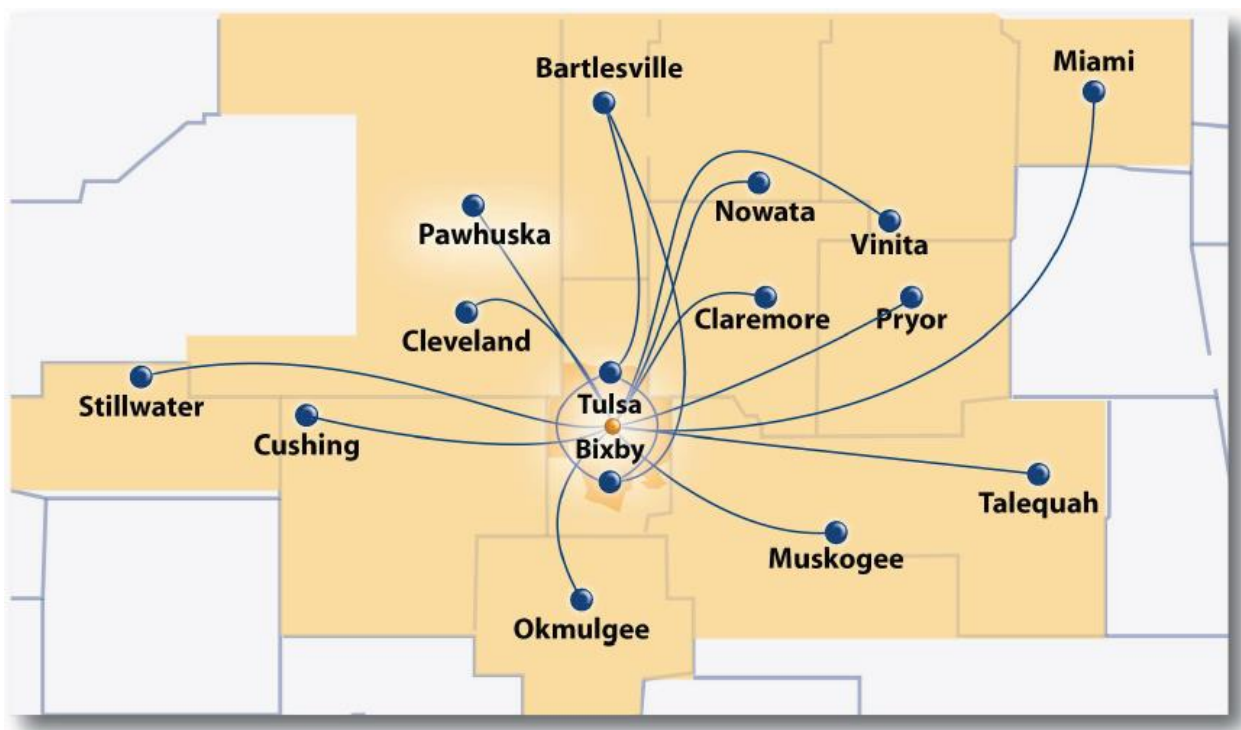 Bartlesville
Miami
Nowata
Pawhuska
Vinita
Claremore
Pryor
Cleveland
Stillwater
Tulsa
Cushing
Bixby
Talequah
Muskogee
Okmulgee